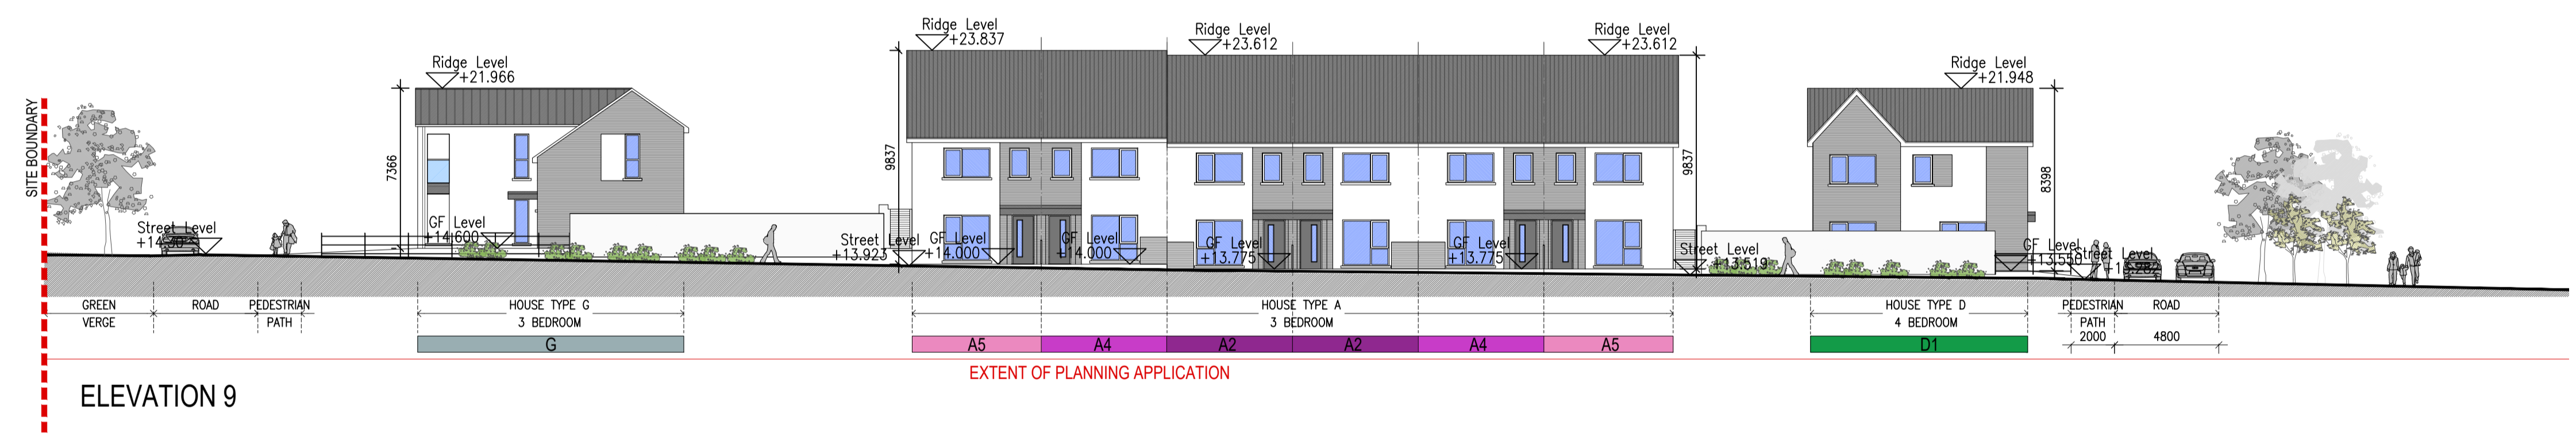 SITE BOUNDARY
Ridge Level
+21.966
Ridge Level
+23.837
Ridge Level
+23.612
Ridge Level
+23.612
Ridge Level
+21.948
7366
9837
9837
8398
Street Level
GF Level
+14.600
Street Level
+13.923
GF Level
+14.000
GF Level
+14.000
GF Level
+13.775
GF Level
+13.775
Street Level
+13.519
GF Level
+13.550
Street Level
GREEN
VERGE
ROAD
PEDESTRIAN
PATH
HOUSE TYPE G
3 BEDROOM
HOUSE TYPE A
3 BEDROOM
HOUSE TYPE D
4 BEDROOM
PEDESTRIAN
PATH
2000
ROAD
4800
G
A5
A4
A2
A2
A4
A5
D1
EXTENT OF PLANNING APPLICATION
ELEVATION 9